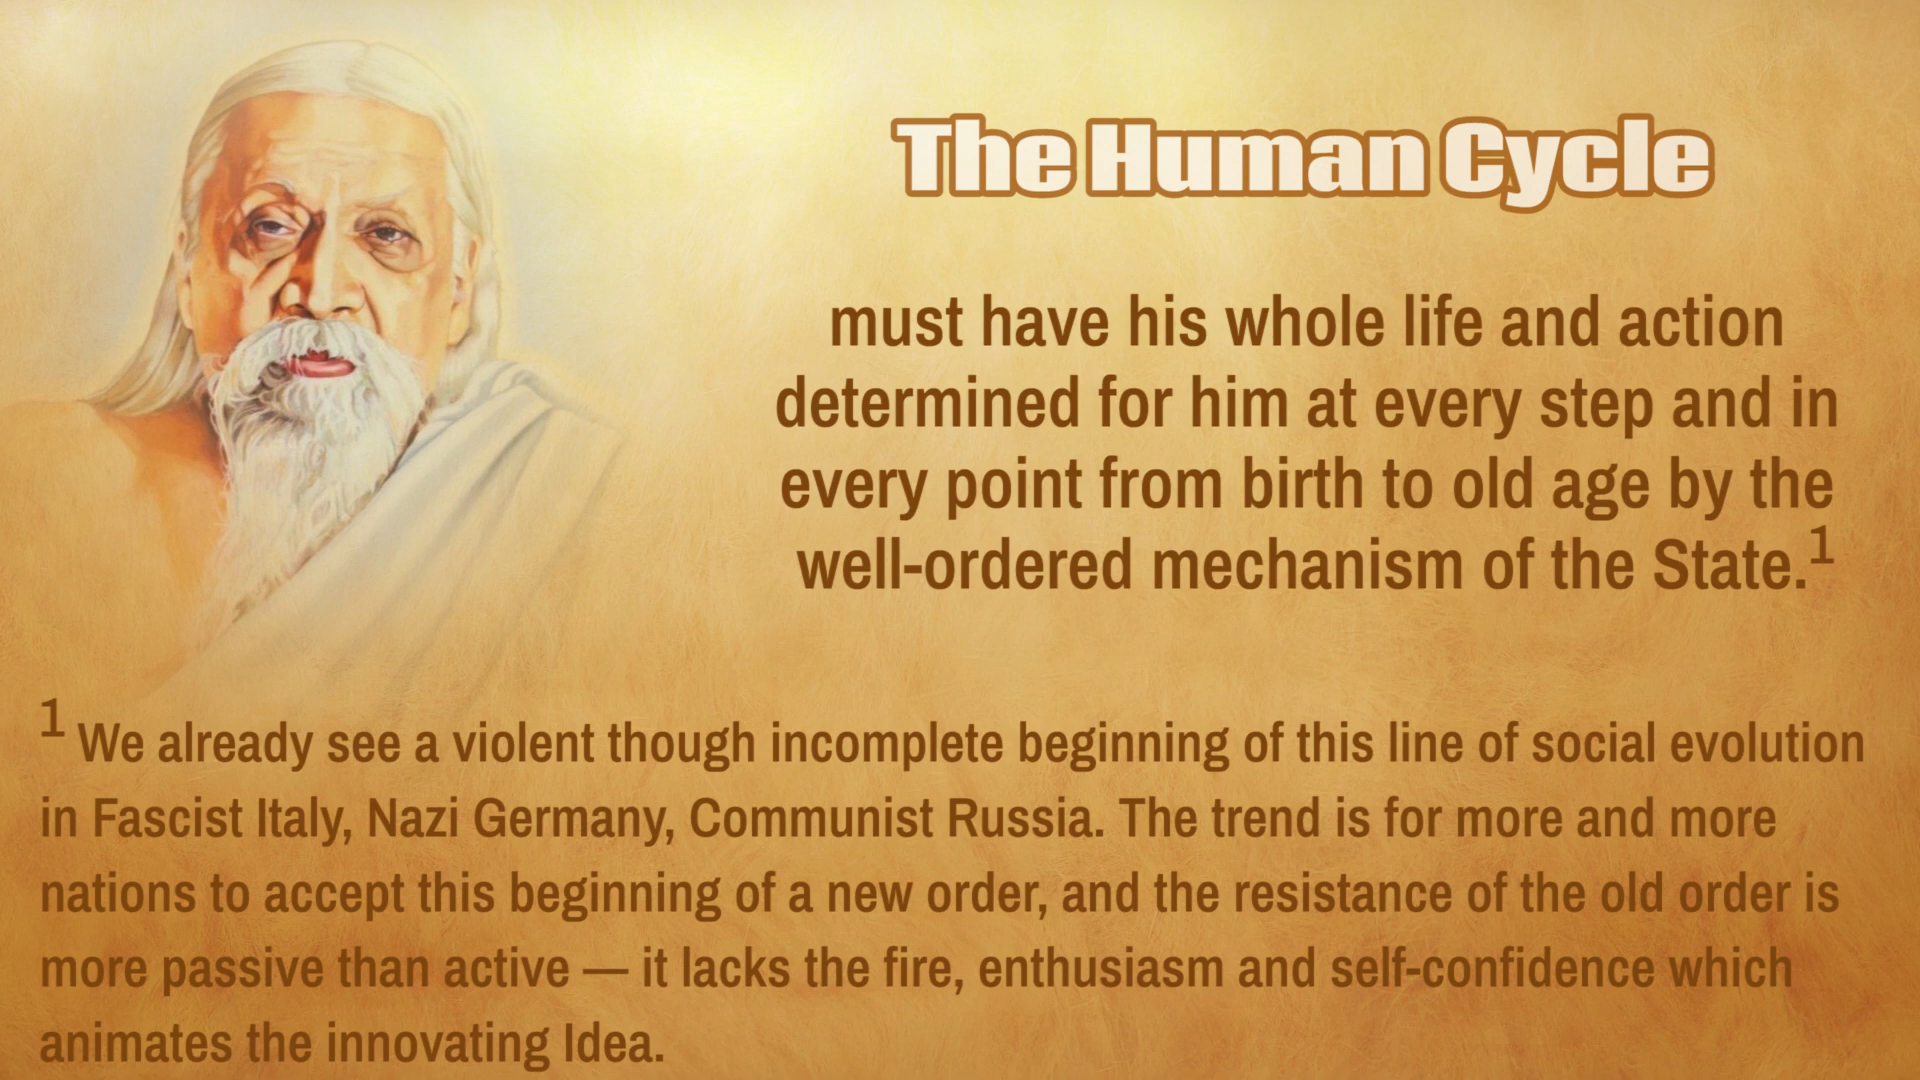 The Human Cycle
must have his whole life and action
determined for him at every step and in
every point from birth to old age by the
well-ordered mechanism of the State.1
1 We already see a violent though incomplete beginning of this line of social evolution
in Fascist Italy, Nazi Germany, Communist Russia. The trend is for more and more
nations to accept this beginning of a new order, and the resistance of the old order is
more passive than active — it lacks the fire, enthusiasm and self-confidence which
animates the innovating Idea.